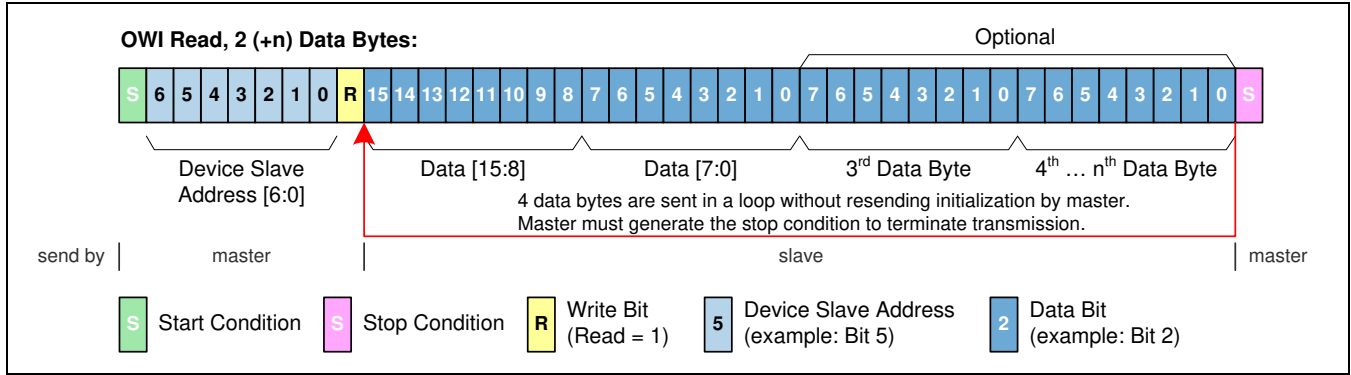 OWI Read, 2 (+n) Data Bytes:
Optional
S 6 5 4 3 2 1 0 R 15 14 13 12 11 10 9 8 7 6 5 4 3 2 1 0 7 6 5 4 3 2 1 0 7 6 5 4 3 2 1 0 S
Device Slave
Address [6:0]
Data [15:8]
Data [7:0]
3rd Data Byte
4th … nth Data Byte
4 data bytes are sent in a loop without resending initialization by master.
Master must generate the stop condition to terminate transmission.
send by master slave master
S Start Condition
S Stop Condition
R Write Bit
(Read = 1)
5 Device Slave Address
(example: Bit 5)
2 Data Bit
(example: Bit 2)